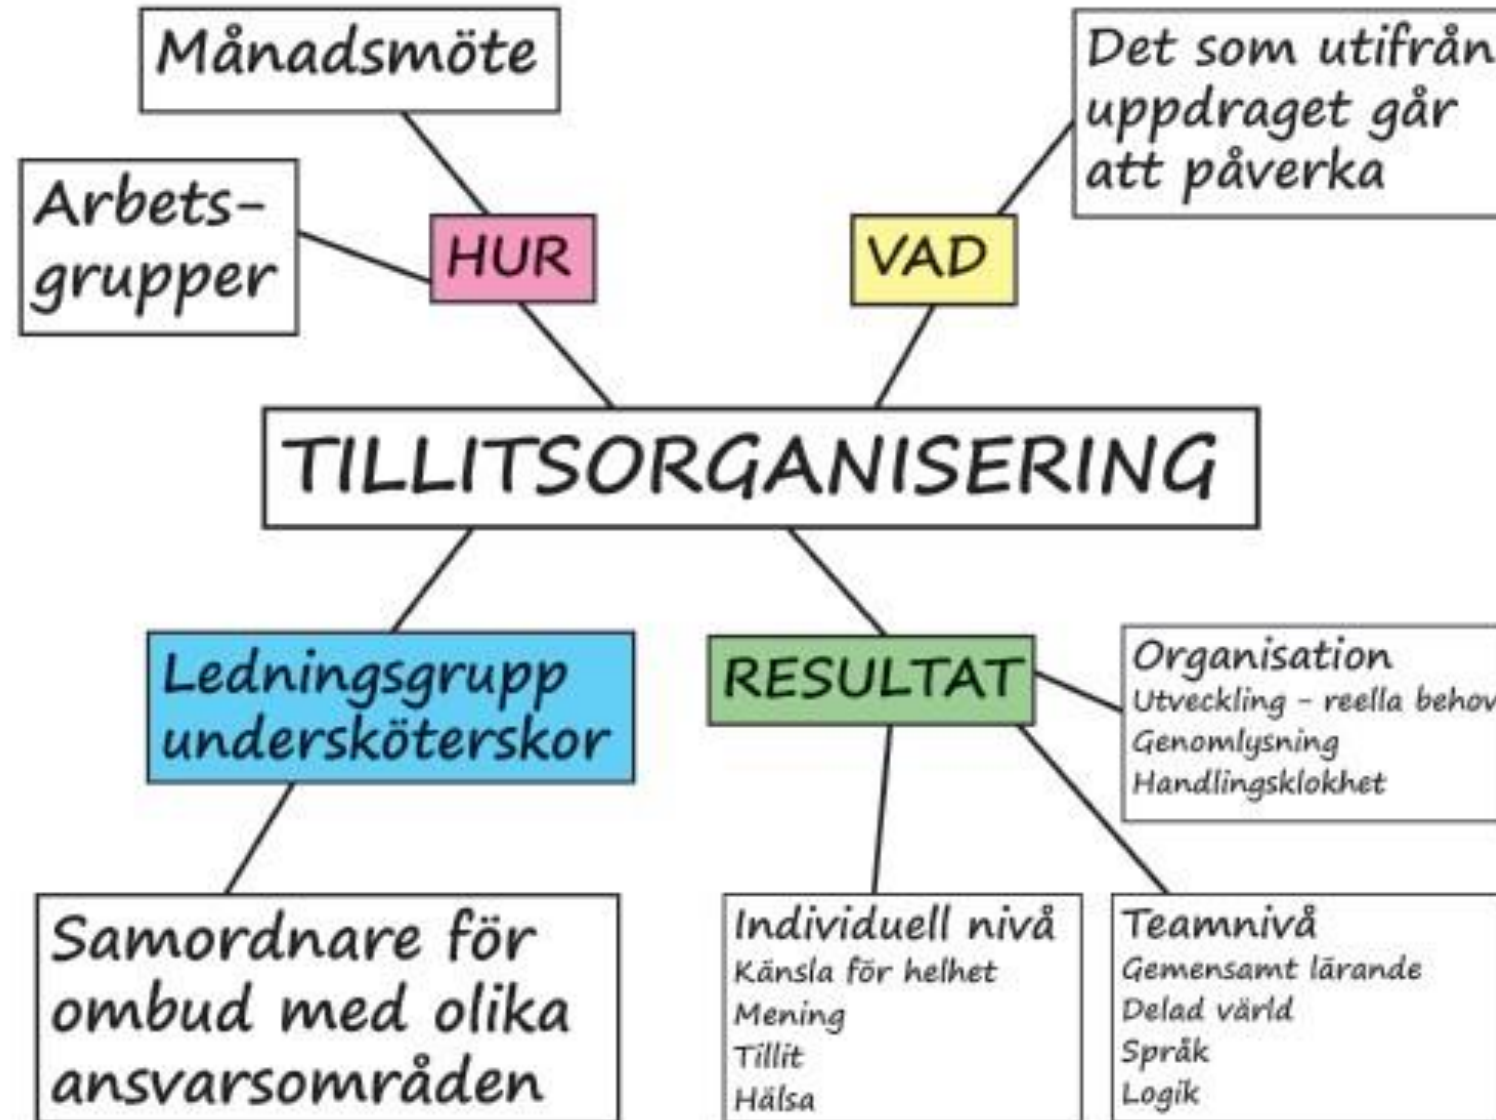 Månadsmöte
Det som utifrån
uppdraget går
att påverka
Arbets-
grupper
HUR
VAD
TILLITSORGANISERING
Ledningsgrupp
undersköterskor
RESULTAT
Organisation
Utveckling - reella behov
Genomlysning
Handlingsklokhet
Samordnare för
ombud med olika
ansvarsområden
Individuell nivå
Känsla för helhet
Mening
Tillit
Hälsa
Teamnivå
Gemensamt lärande
Delad värld
Språk
Logik